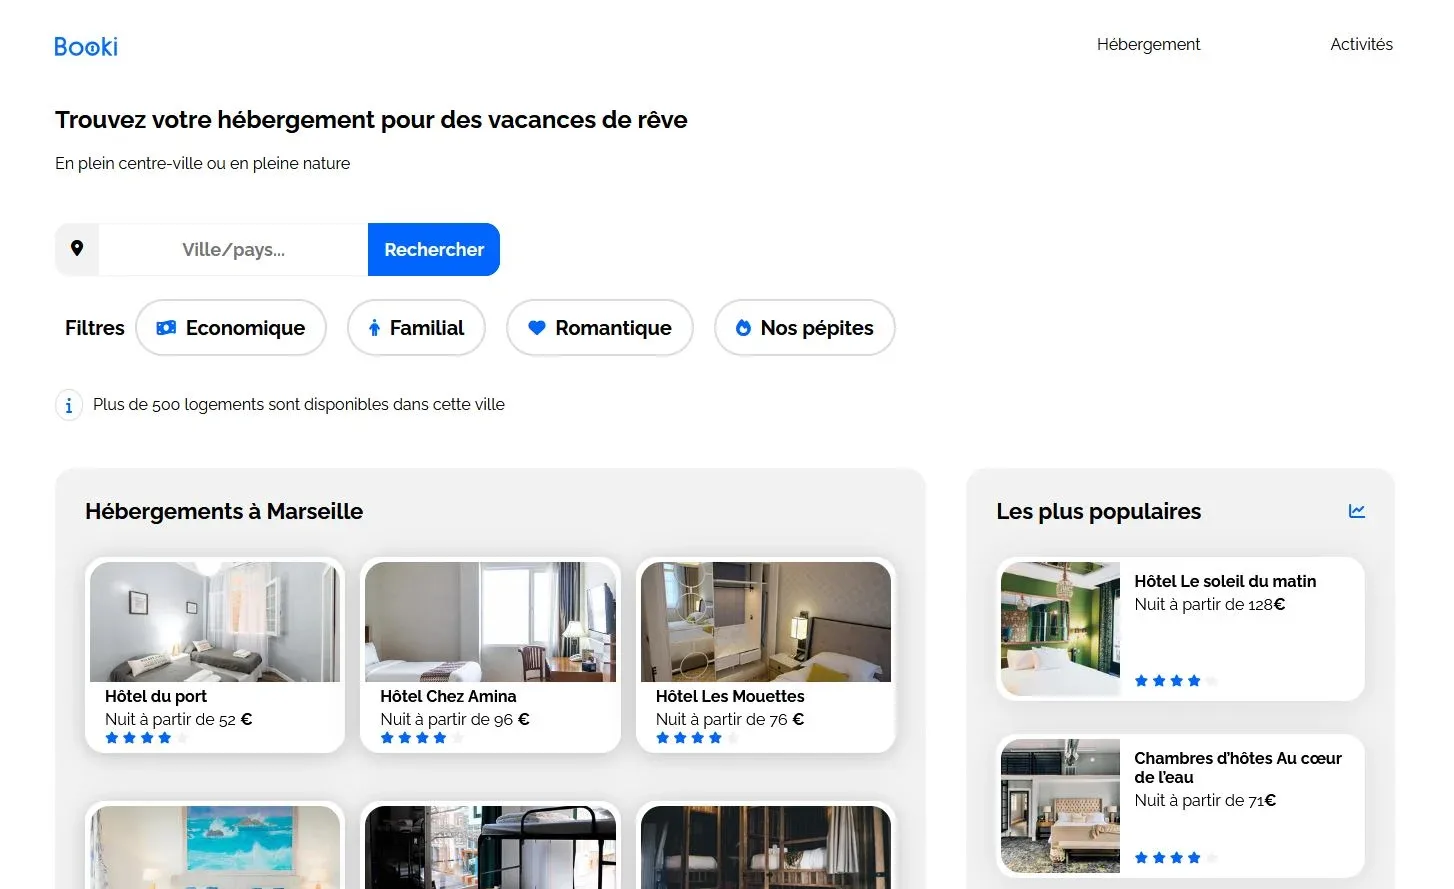 Booki
Hébergement
Activités
Trouvez votre hébergement pour des vacances de rêve
En plein centre-ville ou en pleine nature
Ville/pays...
Rechercher
Filtres
Economique
Familial
Romantique
Nos pépites
Plus de 500 logements sont disponibles dans cette ville
Hébergements à Marseille
Hôtel du port
Nuit à partir de 52 €
Hôtel Chez Amina
Nuit à partir de 96 €
Hôtel Les Mouettes
Nuit à partir de 76 €
Les plus populaires
Hôtel Le soleil du matin
Nuit à partir de 128€
Chambres d’hôtes Au cœur
de l’eau
Nuit à partir de 71€